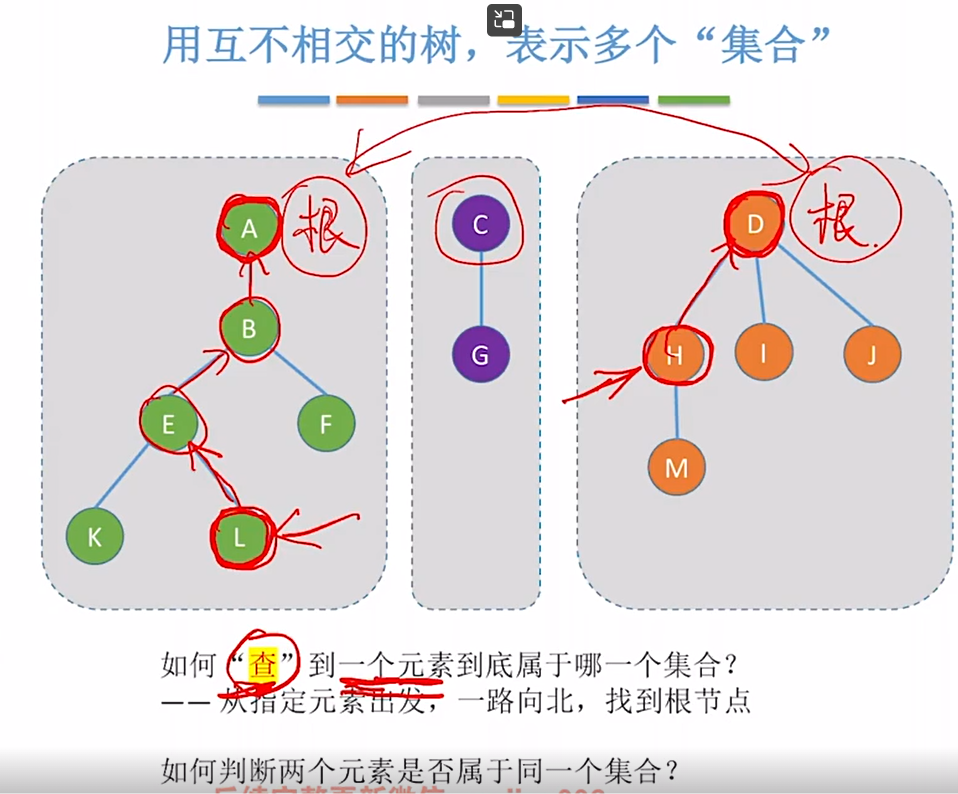 用互不相交的树，表示多个“集合”
A 根 C D 根.
B
G H I J
E F
M
K L
如何“查”到一个元素到底属于哪一个集合？
—— 从指定元素出发，一路向北，找到根节点
如何判断两个元素是否属于同一个集合？